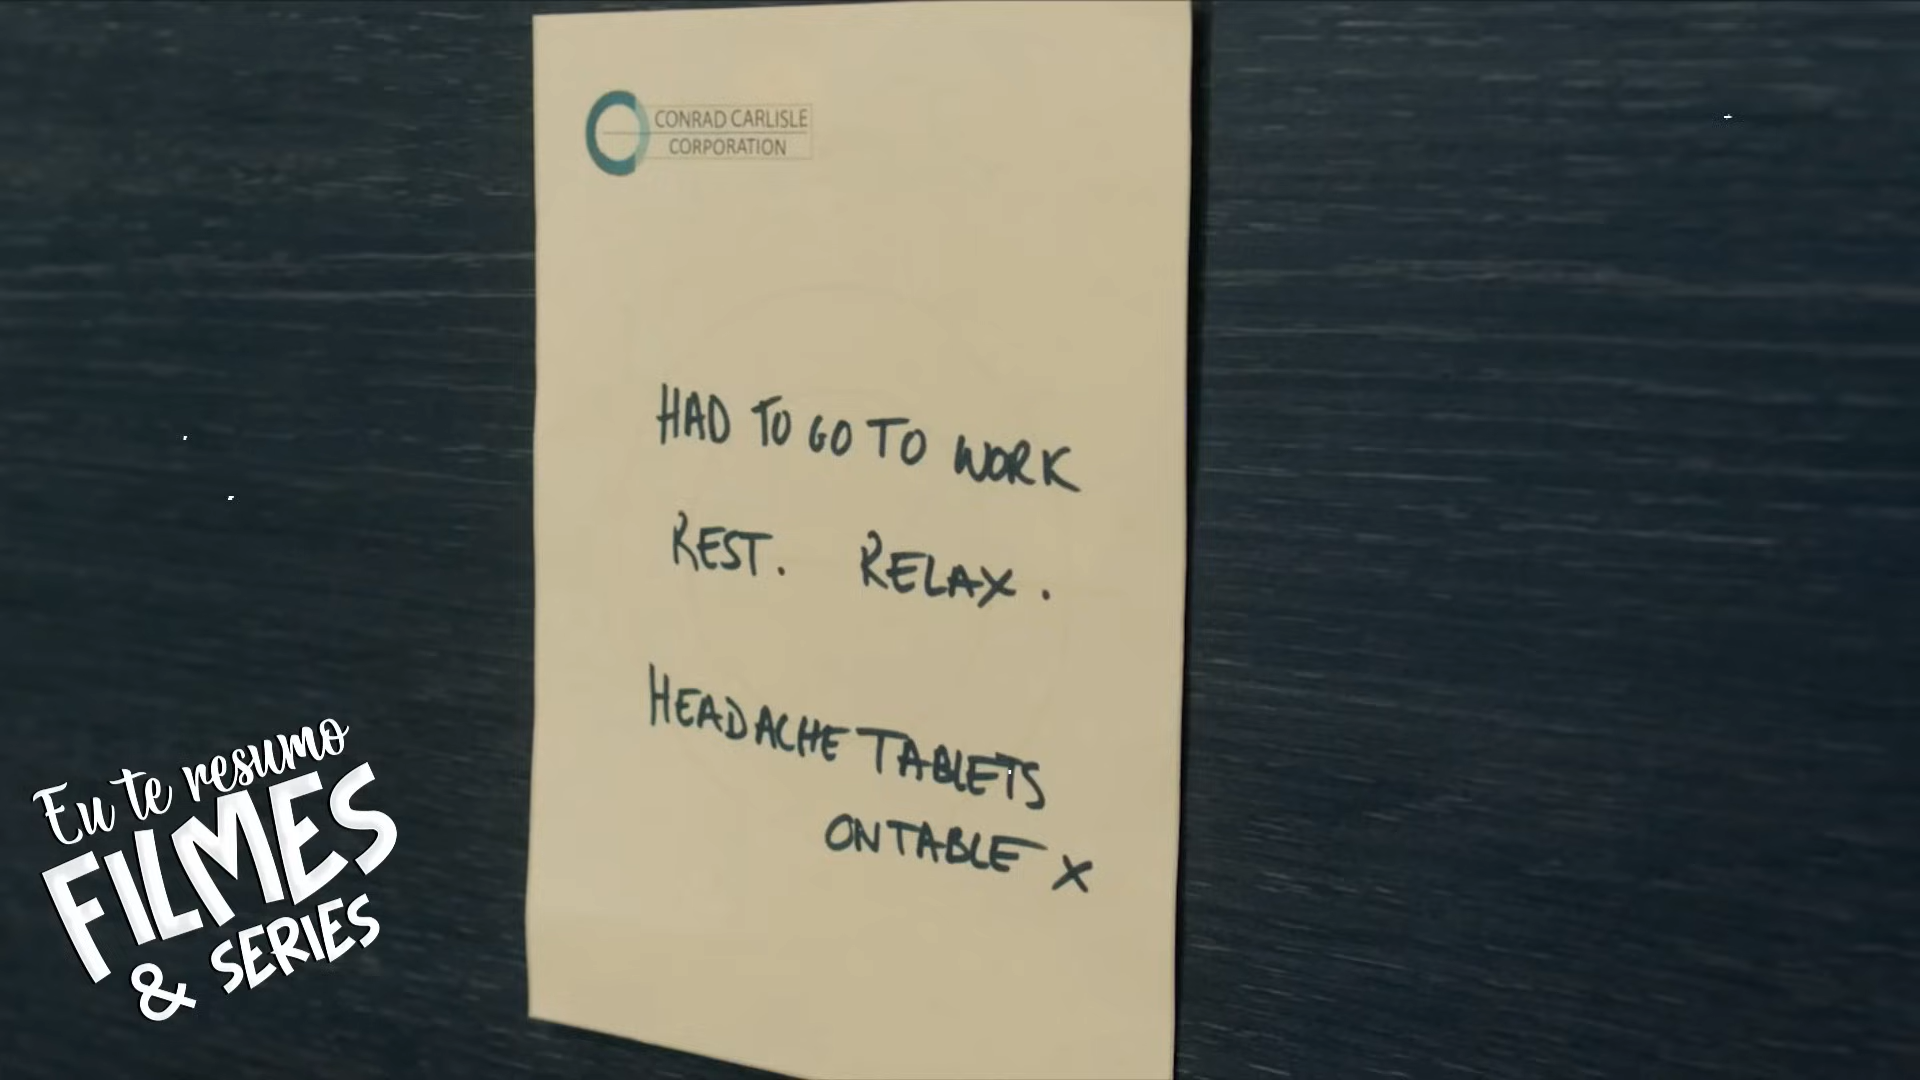 CONRAD CARLISLE
CORPORATION
HAD TO GO TO WORK
REST. RELAX.
HEADACHE TABLETS
ON TABLE X
Eu te resumo
FILMES
& SERIES